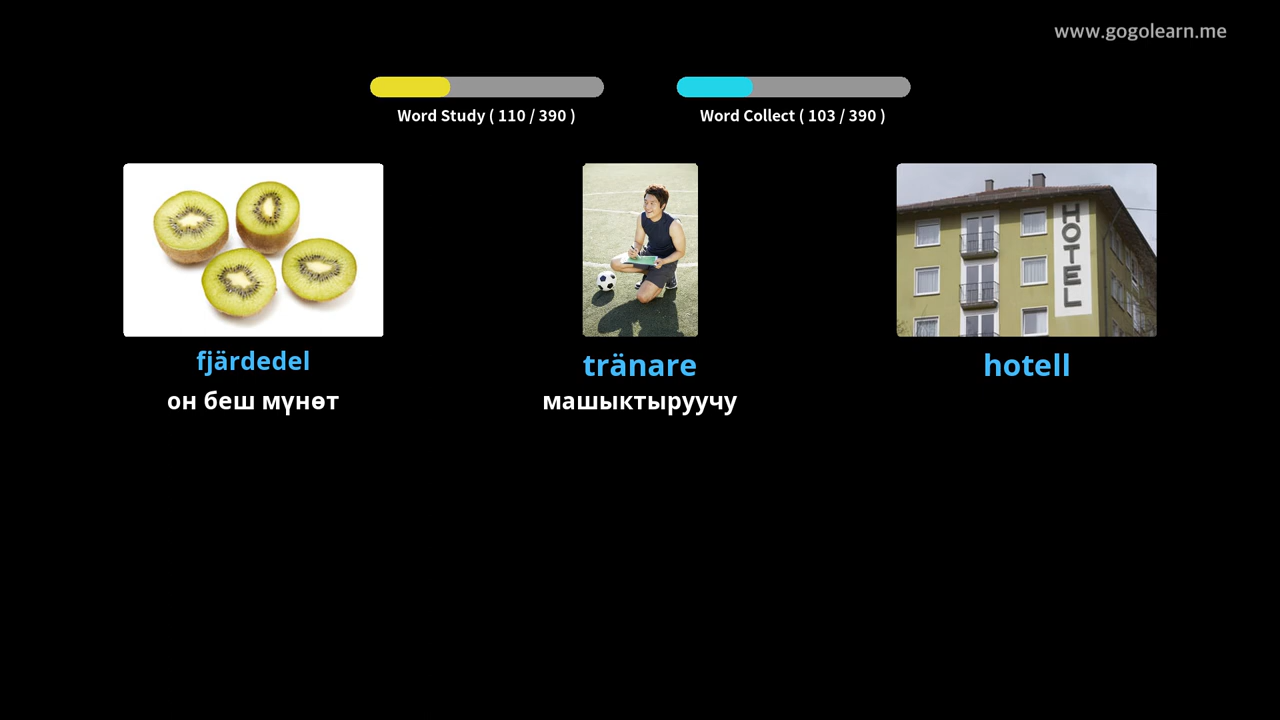 www.gogolearn.me
Word Study ( 110 / 390 )
Word Collect ( 103 / 390 )
HOTEL
fjärdedel
tränare
hotell
он беш мүнөт
машыктыруучу